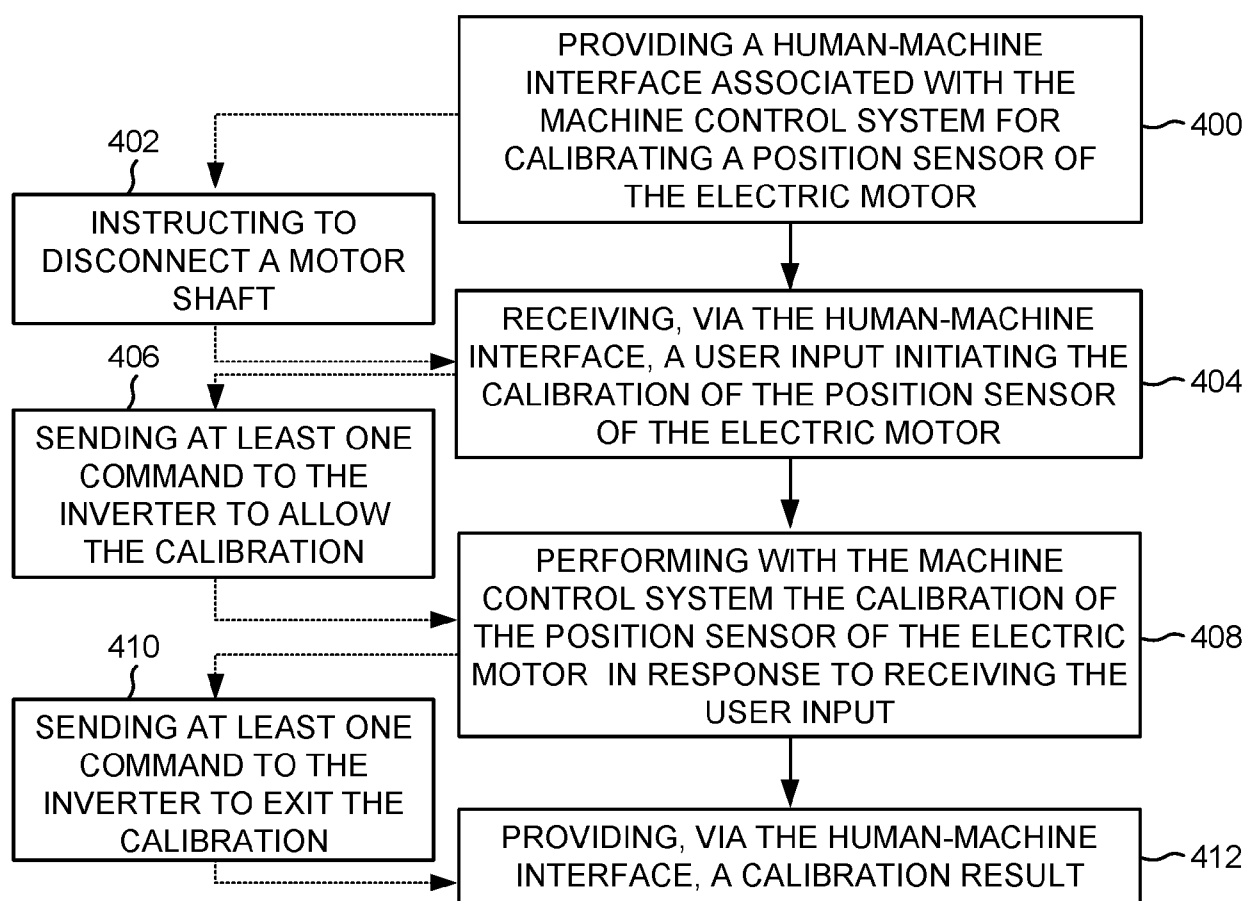 PROVIDING A HUMAN-MACHINE
INTERFACE ASSOCIATED WITH THE
MACHINE CONTROL SYSTEM FOR
CALIBRATING A POSITION SENSOR OF
THE ELECTRIC MOTOR
400
402
INSTRUCTING TO
DISCONNECT A MOTOR
SHAFT
RECEIVING, VIA THE HUMAN-MACHINE
INTERFACE, A USER INPUT INITIATING THE
CALIBRATION OF THE POSITION SENSOR
OF THE ELECTRIC MOTOR
404
406
SENDING AT LEAST ONE
COMMAND TO THE
INVERTER TO ALLOW
THE CALIBRATION
PERFORMING WITH THE MACHINE
CONTROL SYSTEM THE CALIBRATION OF
THE POSITION SENSOR OF THE ELECTRIC
MOTOR IN RESPONSE TO RECEIVING THE
USER INPUT
408
410
SENDING AT LEAST ONE
COMMAND TO THE
INVERTER TO EXIT THE
CALIBRATION
PROVIDING, VIA THE HUMAN-MACHINE
INTERFACE, A CALIBRATION RESULT
412